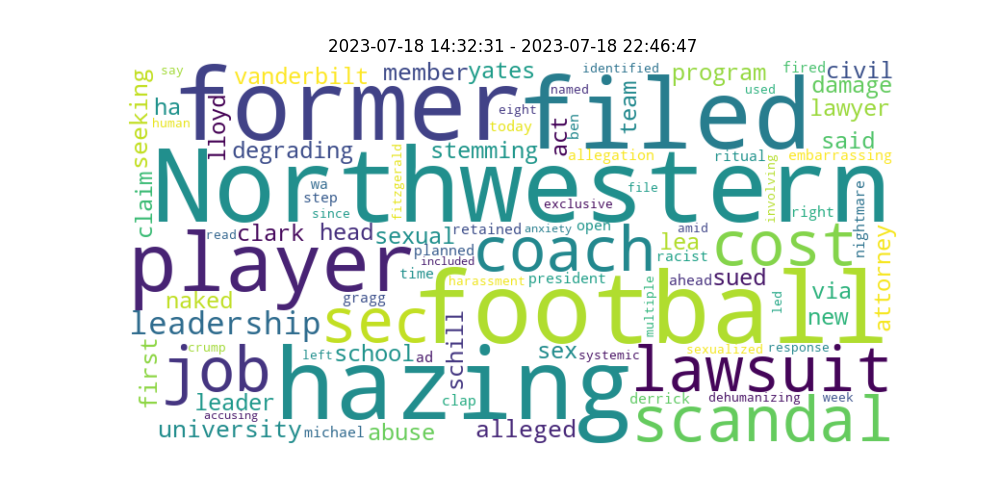 2023-07-18 14:32:31 - 2023-07-18 22:46:47
say
vanderbilt
member
yates
identified
program
fired
civil
seeking
human
ha
former
filed
named
eight
today
act
ben
team
used
damage
lawyer
lloyd
degrading
stemming
allegation
ritual
said
embarrassing
claim
Northwestern
wa
step
since
fitzgerald
exclusive
file
involving
right
nightmare
read
clark
head
sexual
retained
anxiety
open
amid
planned
included
coach
lea
racist
cost
attorney
player
time
harassment
president
ahead
sued
naked
gragg
sec
football
multiple
led
via
new
leadership
first
crump
job
left
school
ad
schill
sex
systemic
lawsuit
sexualized
response
hazing
leader
accusing
clap
derrick
dehumanizing
week
university
michael
abuse
alleged
scandal